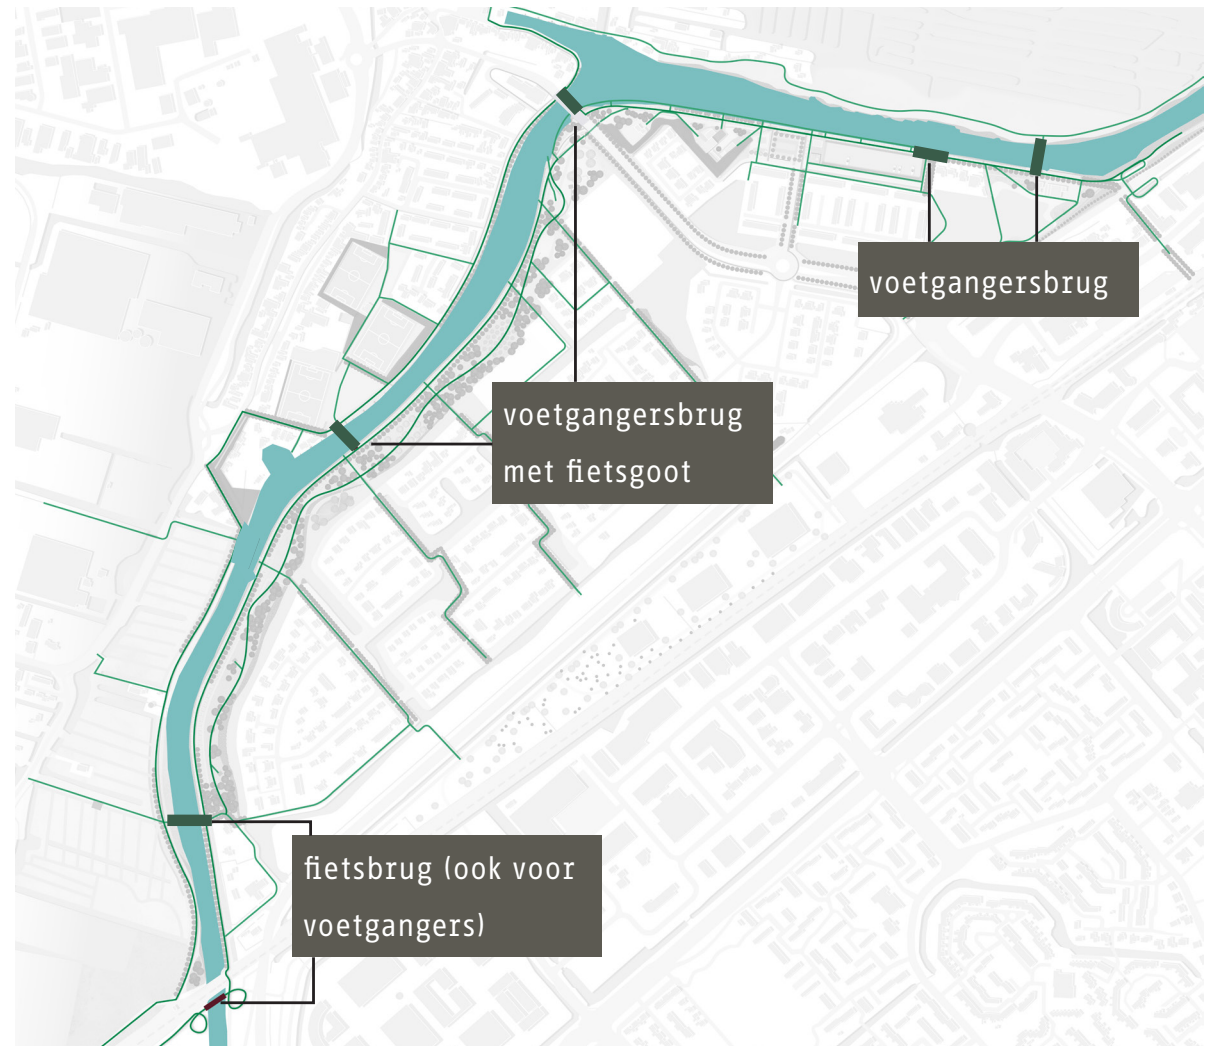 voetgangersbrug
voetgangersbrug
met fietsgoot
fietsbrug (ook voor
voetgangers)